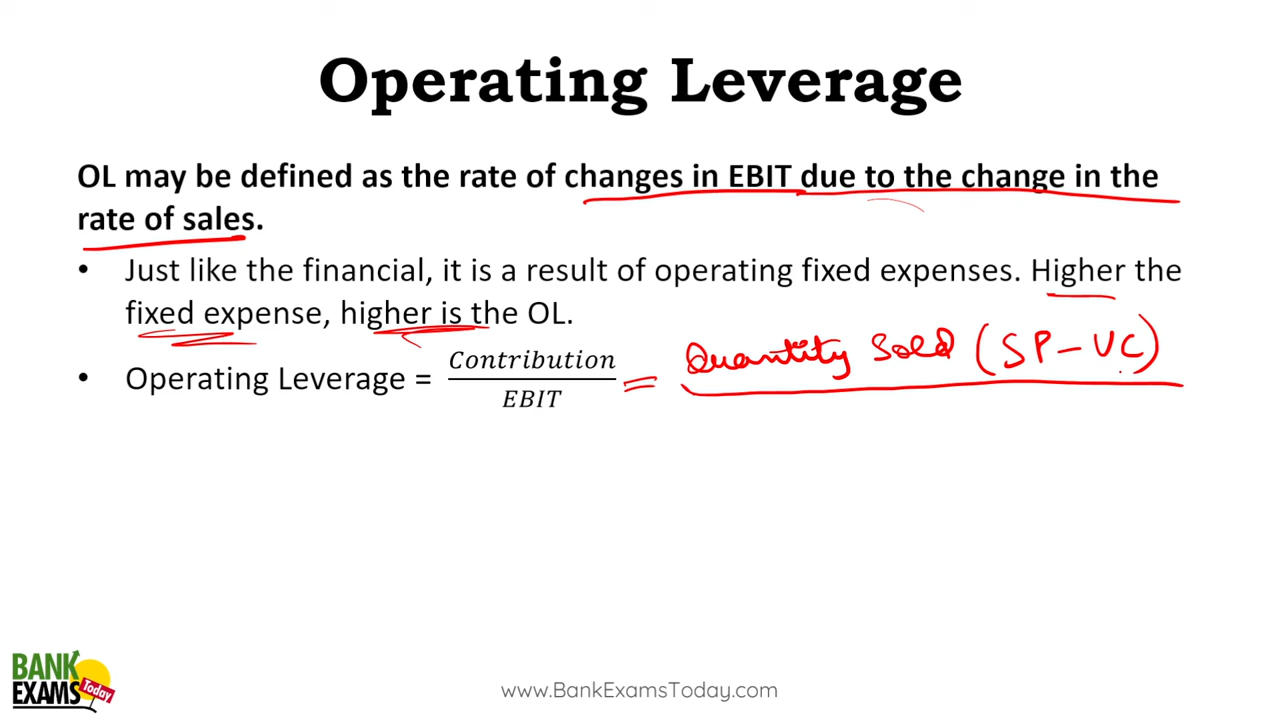 Operating Leverage
OL may be defined as the rate of changes in EBIT due to the change in the
rate of sales.
• Just like the financial, it is a result of operating fixed expenses. Higher the
fixed expense, higher is the OL.
• Operating Leverage = Contribution / EBIT = Quantity Sold (SP-VC)
BANK
EXAMS
Today
www.BankExamsToday.com